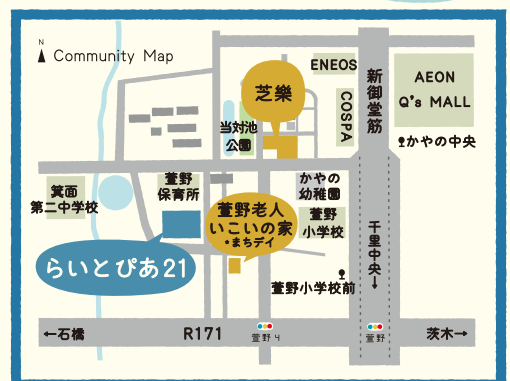 N
Community Map
ENEOS
新御堂筋
AEON
Q's MALL
芝樂
COSPA
当対池
公園
かやの中央
箕面
第二中学校
萱野
保育所
かやの
幼稚園
萱野老人
いこいの家
・まちデイ
萱野
小学校
千里中央→
らいとぴあ21
萱野小学校前
←石橋
R171
萱野4
萱野
茨木→